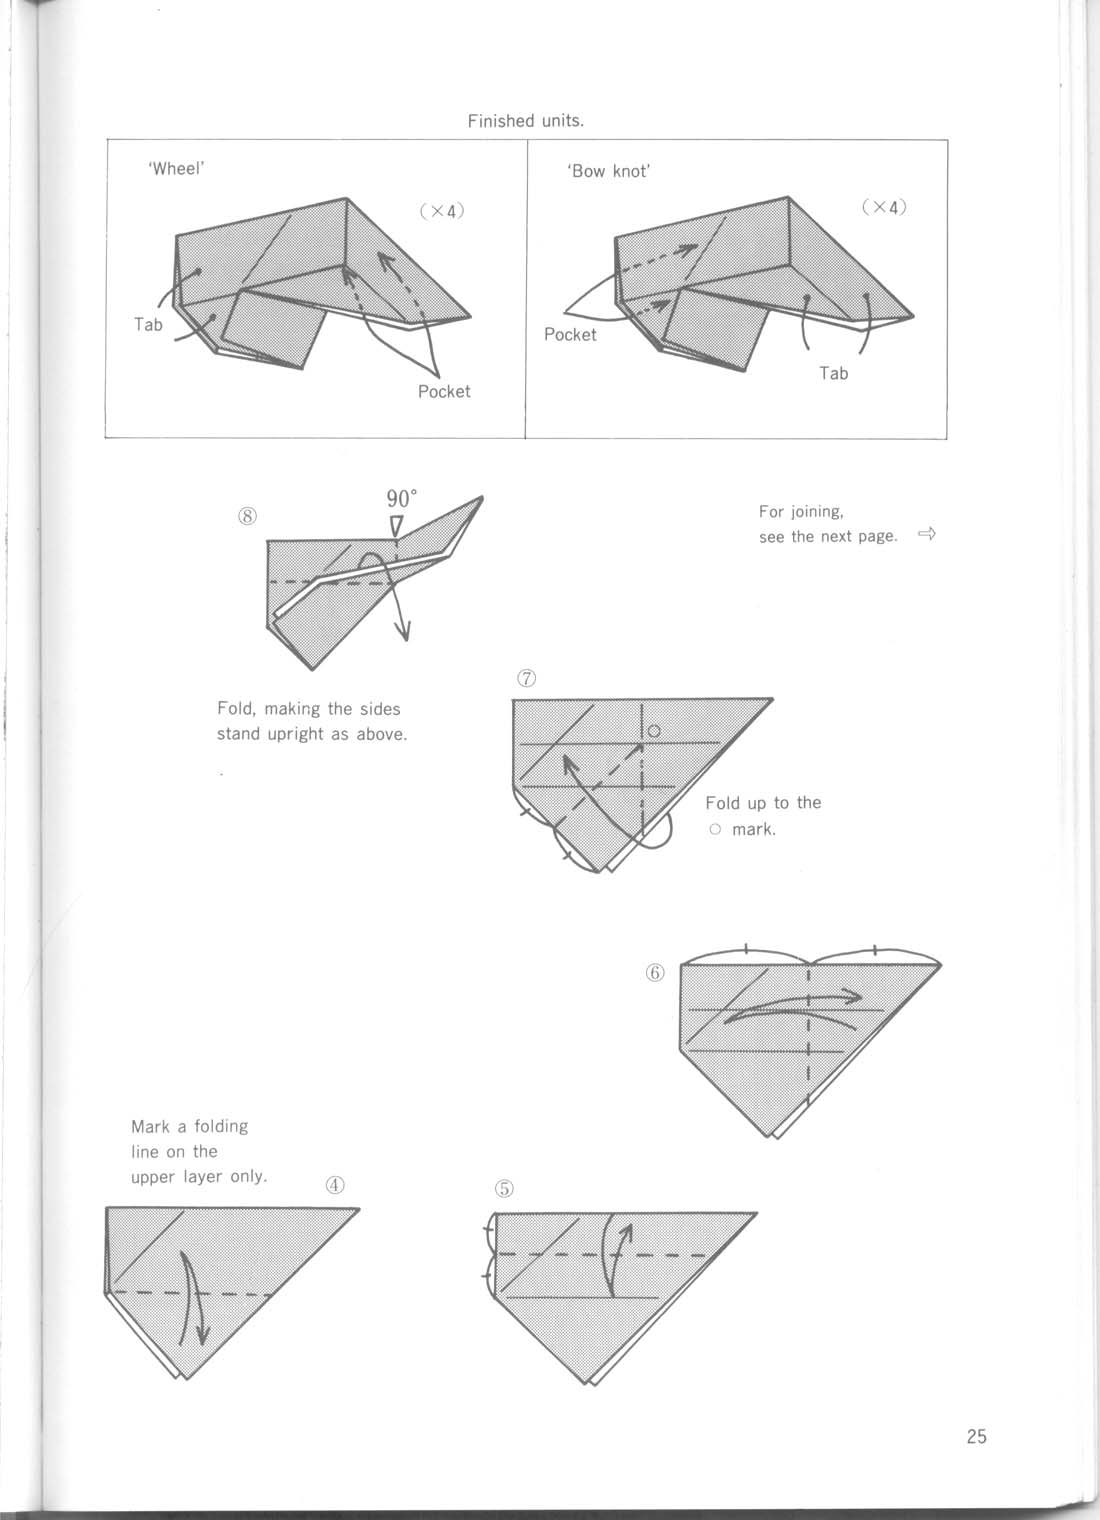 Finished units.
‘Wheel’
(×4)
Tab
Pocket
‘Bow knot’
(×4)
Pocket
Tab
⑧
90°
Fold, making the sides
stand upright as above.
For joining,
see the next page. ⇨
⑦
Fold up to the
○ mark.
⑥
Mark a folding
line on the
upper layer only.
④
⑤
25